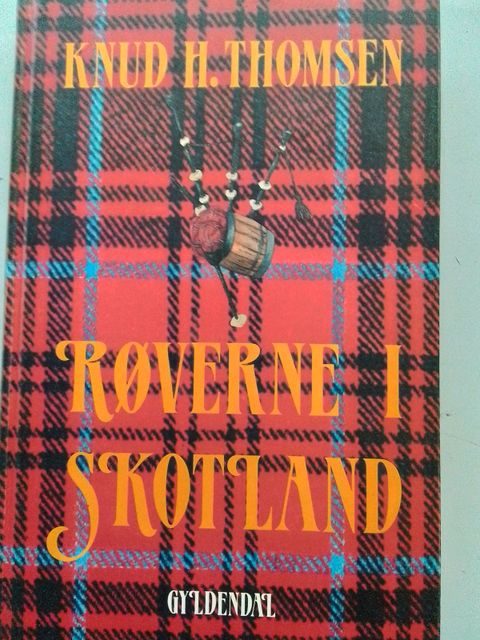 KNUD H. THOMSEN
RØVERNE I
SKOTLAND
GYLDENDAL